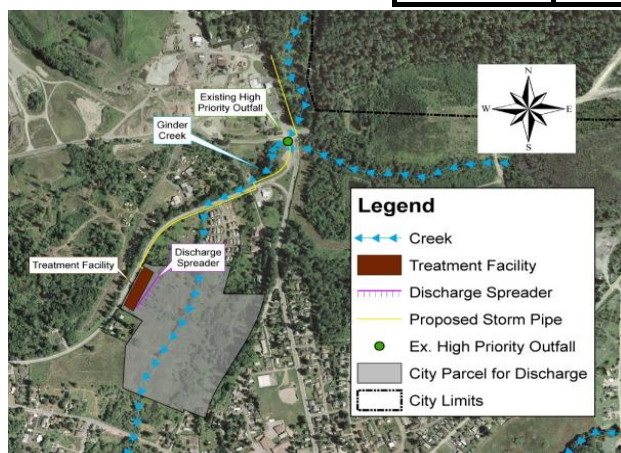 Existing High
Priority Outfall
Ginder
Creek
Treatment Facility
Discharge
Spreader
N
W
E
S
Legend
Creek
Treatment Facility
Discharge Spreader
Proposed Storm Pipe
Ex. High Priority Outfall
City Parcel for Discharge
City Limits